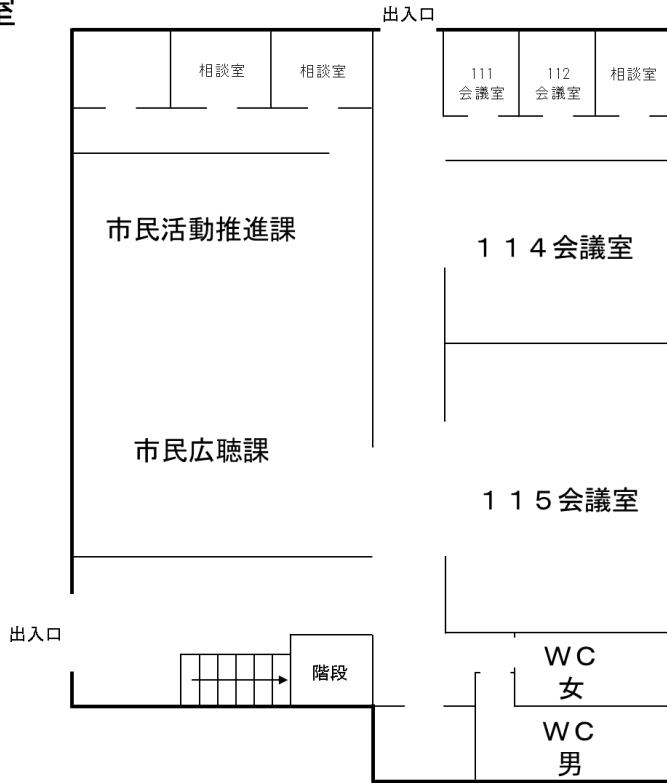 室
出入口
相談室
相談室
111
会議室
112
会議室
相談室
市民活動推進課
１１４会議室
市民広聴課
１１５会議室
出入口
階段
ＷＣ
女
ＷＣ
男